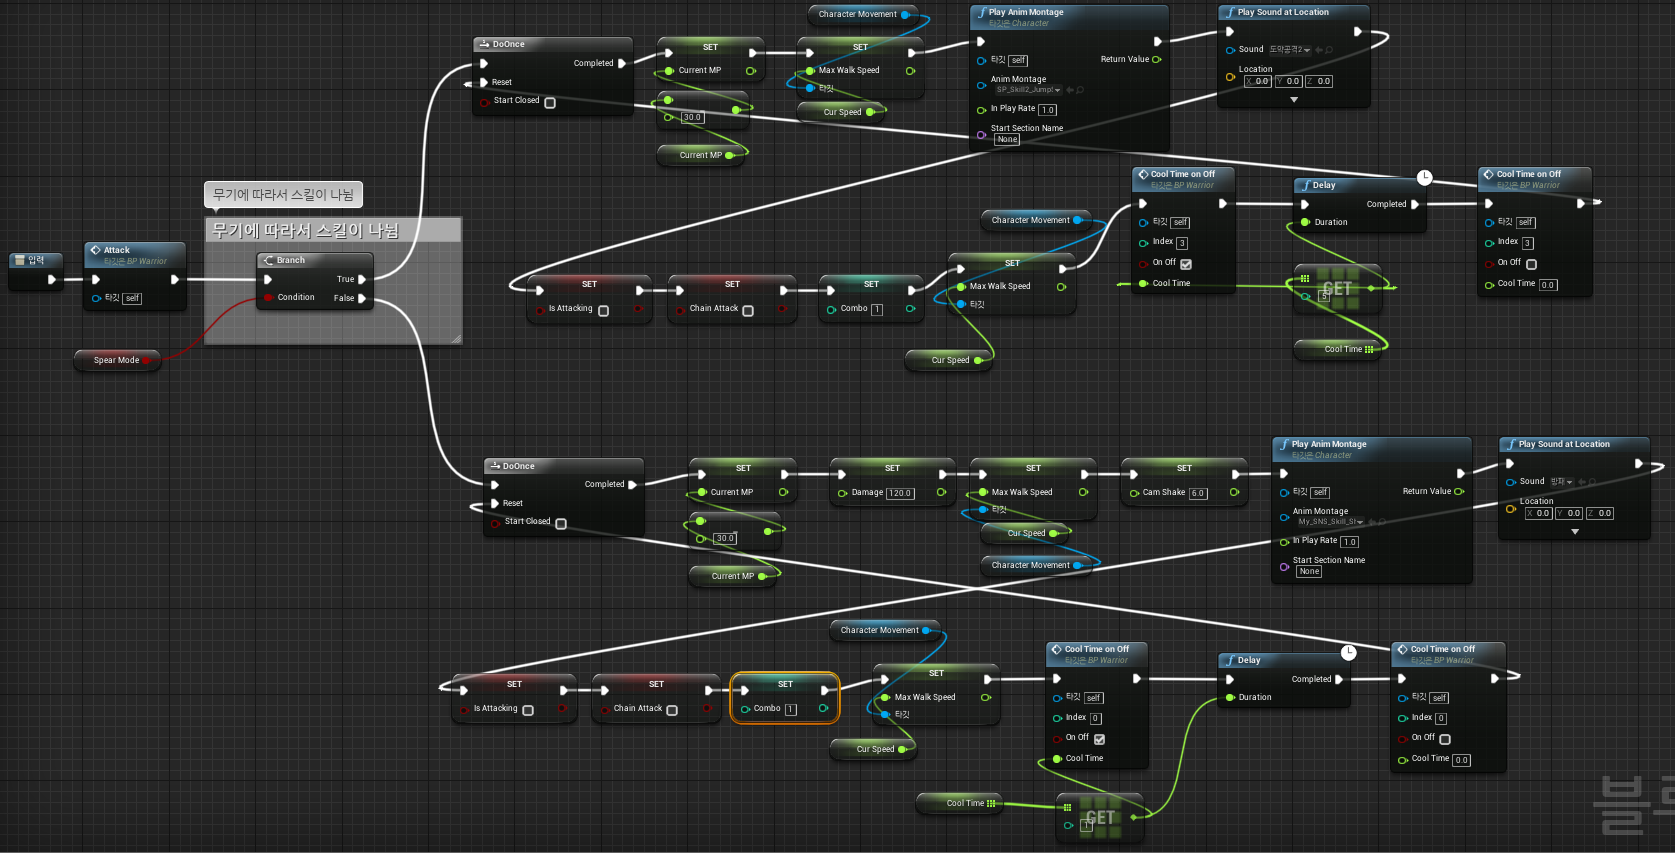 Character Movement
Play Anim Montage
타깃은 Character
Play Sound at Location
DoOnce
Completed
Reset
Start Closed
SET
Current MP
30.0
Current MP
SET
Max Walk Speed
타깃
Cur Speed
타깃 self
Return Value
Anim Montage
SP_Skill2_Jump
In Play Rate 1.0
Start Section Name
None
Sound 도약공격2
Location
X 0.0 Y 0.0 Z 0.0
무기에 따라서 스킬이 나뉨
무기에 따라서 스킬이 나뉨
입력
Attack
타깃은 BP Warrior
타깃 self
Branch
True
Condition
False
Spear Mode
Cool Time on Off
타깃은 BP Warrior
타깃 self
Index 3
On Off
Cool Time
Delay
Completed
Duration
GET
5
Cool Time
Cool Time on Off
타깃은 BP Warrior
타깃 self
Index 3
On Off
Cool Time 0.0
Character Movement
SET
Is Attacking
SET
Chain Attack
SET
Combo 1
SET
Max Walk Speed
타깃
Cur Speed
DoOnce
Completed
Reset
Start Closed
SET
Current MP
30.0
Current MP
SET
Damage 120.0
SET
Max Walk Speed
타깃
Cur Speed
Character Movement
SET
Cam Shake 6.0
Play Anim Montage
타깃은 Character
타깃 self
Return Value
Anim Montage
My_SNS_Skill_S
In Play Rate 1.0
Start Section Name
None
Play Sound at Location
Sound 방패
Location
X 0.0 Y 0.0 Z 0.0
Character Movement
SET
Is Attacking
SET
Chain Attack
SET
Combo 1
SET
Max Walk Speed
타깃
Cur Speed
Cool Time on Off
타깃은 BP Warrior
타깃 self
Index 0
On Off
Cool Time
Delay
Completed
Duration
Cool Time
GET
1
Cool Time on Off
타깃은 BP Warrior
타깃 self
Index 0
On Off
Cool Time 0.0
블